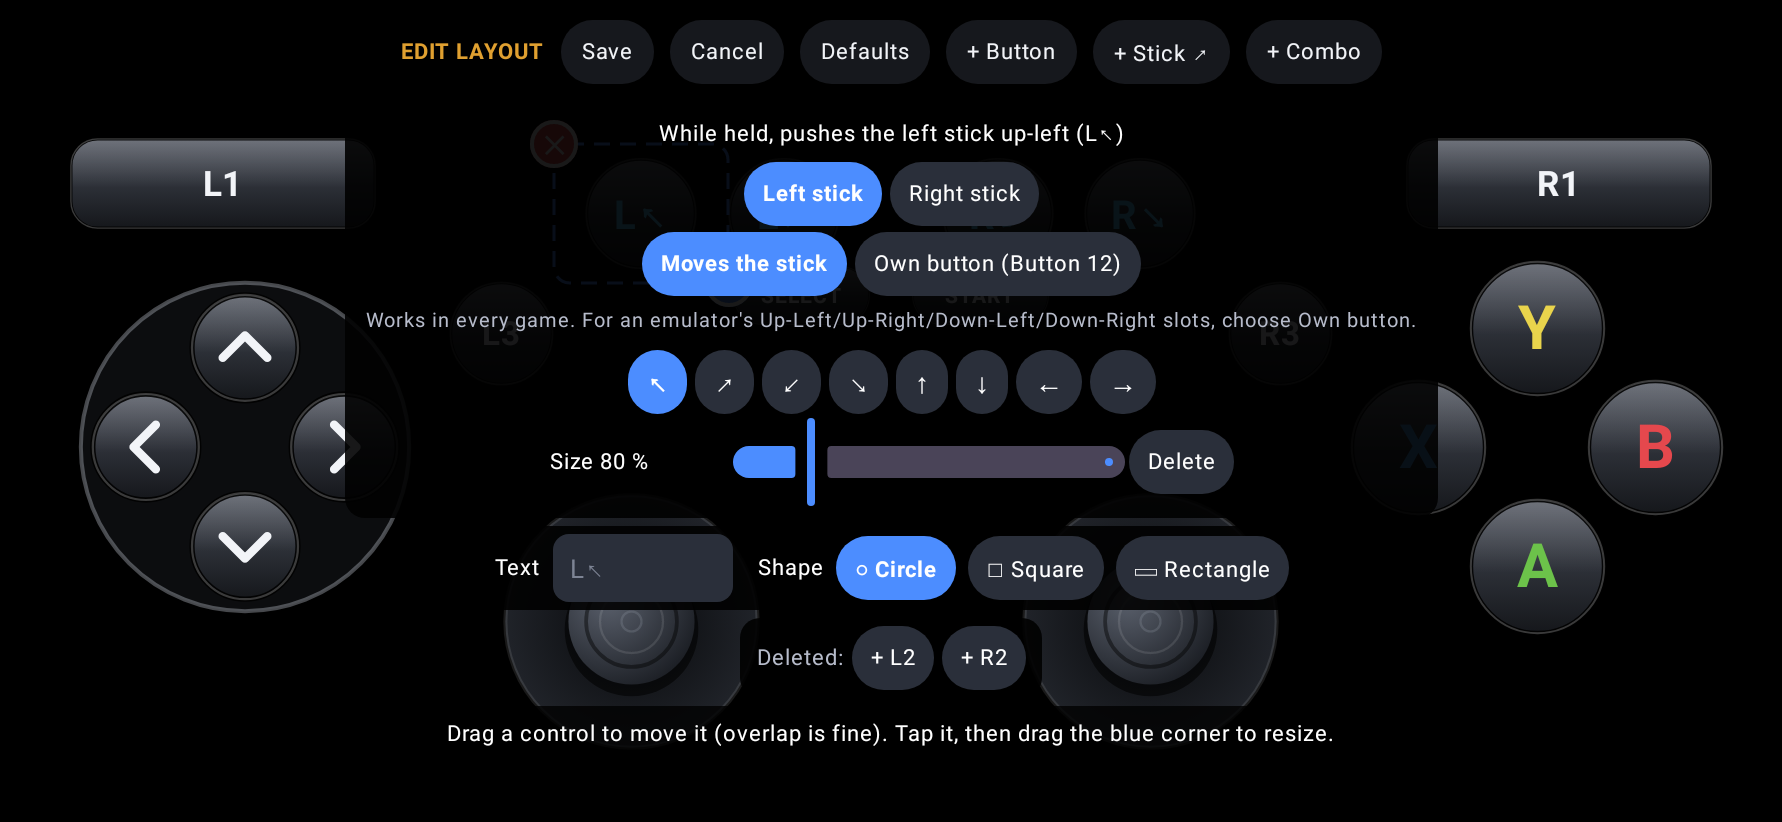 EDIT LAYOUT Save Cancel Defaults + Button + Stick ↗ + Combo
While held, pushes the left stick up-left (L↖)
L1
Left stick Right stick
R1
L↖ R↘
Moves the stick Own button (Button 12)
SELECT START
Works in every game. For an emulator's Up-Left/Up-Right/Down-Left/Down-Right slots, choose Own button.
L3 R3
Y
↖ ↗ ↙ ↘ ↑ ↓ ← →
X B
Size 80 % Delete
Text L↖ Shape ○ Circle □ Square ▭ Rectangle
A
Deleted: + L2 + R2
Drag a control to move it (overlap is fine). Tap it, then drag the blue corner to resize.